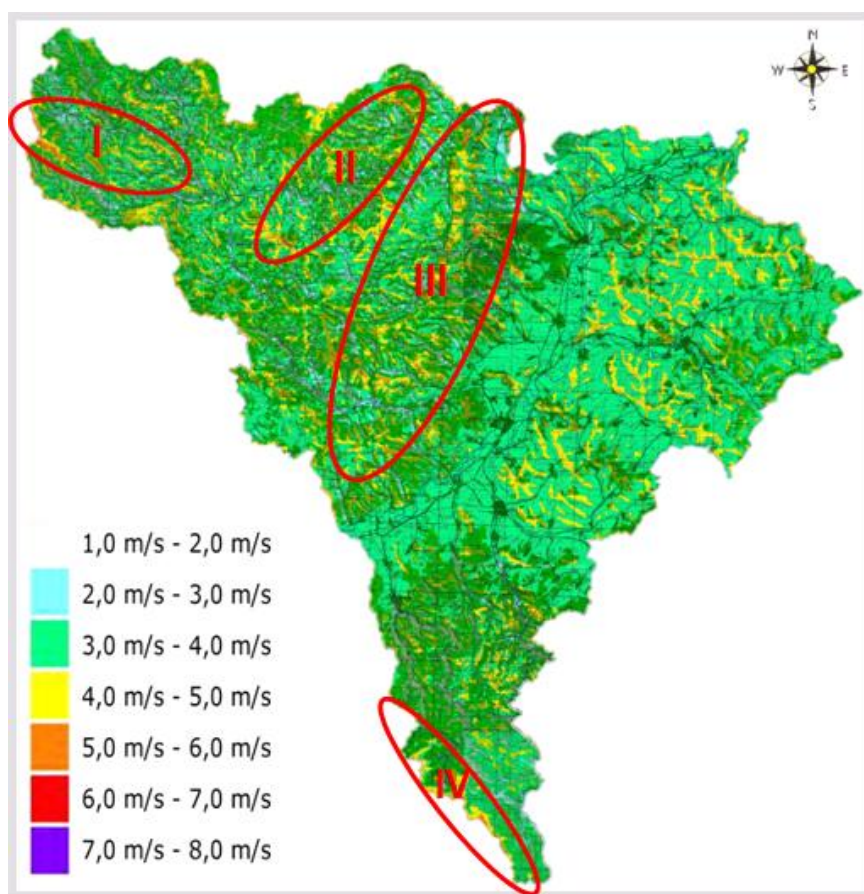 N
W E
S
I
II
III
IV
1,0 m/s - 2,0 m/s
2,0 m/s - 3,0 m/s
3,0 m/s - 4,0 m/s
4,0 m/s - 5,0 m/s
5,0 m/s - 6,0 m/s
6,0 m/s - 7,0 m/s
7,0 m/s - 8,0 m/s